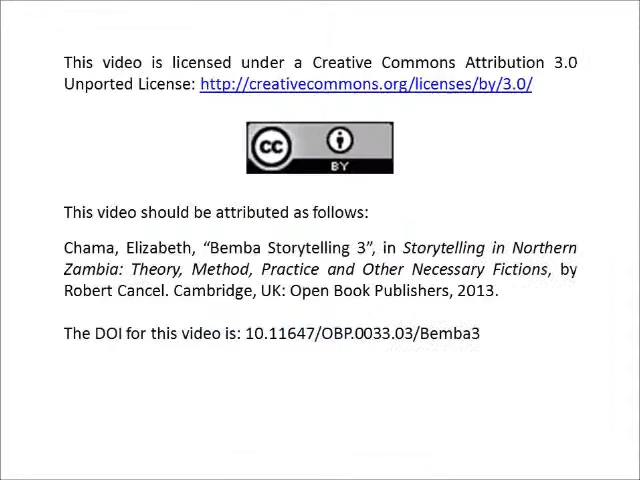 This video is licensed under a Creative Commons Attribution 3.0
Unported License: http://creativecommons.org/licenses/by/3.0/
cc
BY
This video should be attributed as follows:
Chama, Elizabeth, “Bemba Storytelling 3”, in Storytelling in Northern
Zambia: Theory, Method, Practice and Other Necessary Fictions, by
Robert Cancel. Cambridge, UK: Open Book Publishers, 2013.
The DOI for this video is: 10.11647/OBP.0033.03/Bemba3